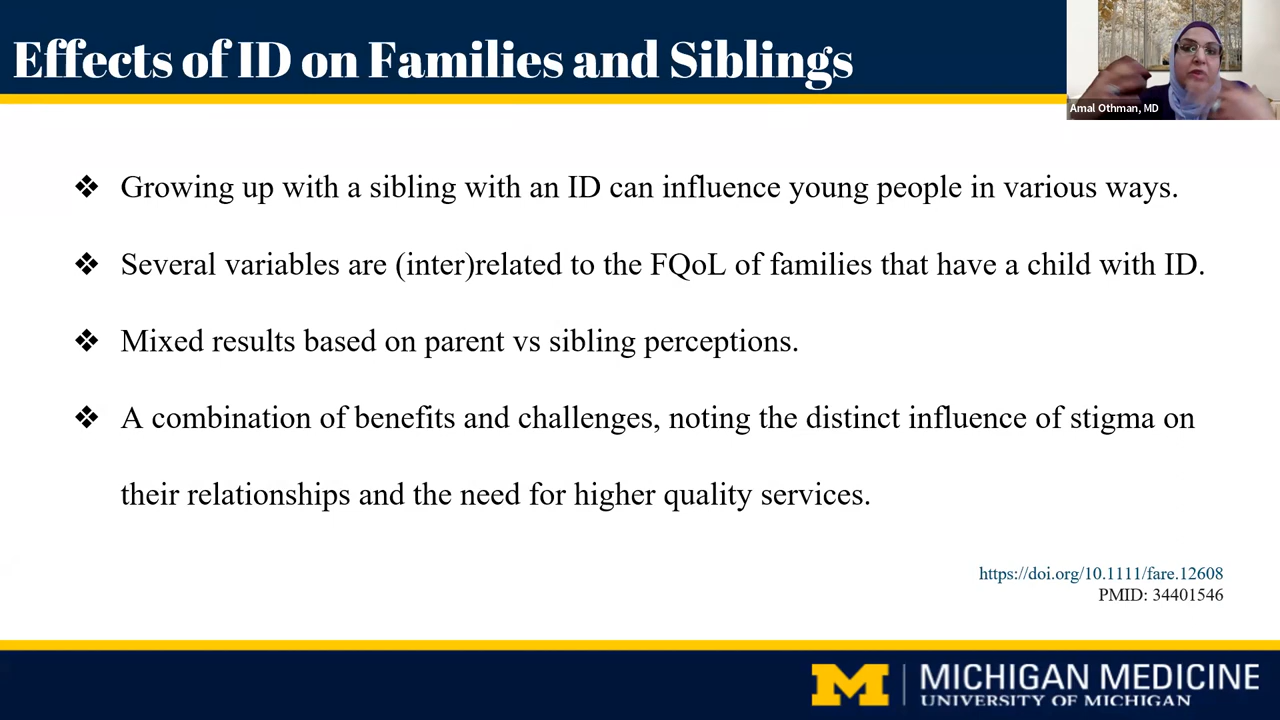 Effects of ID on Families and Siblings
Amal Othman, MD
❖ Growing up with a sibling with an ID can influence young people in various ways.
❖ Several variables are (inter)related to the FQoL of families that have a child with ID.
❖ Mixed results based on parent vs sibling perceptions.
❖ A combination of benefits and challenges, noting the distinct influence of stigma on
their relationships and the need for higher quality services.
https://doi.org/10.1111/fare.12608
PMID: 34401546
M | MICHIGAN MEDICINE
UNIVERSITY OF MICHIGAN